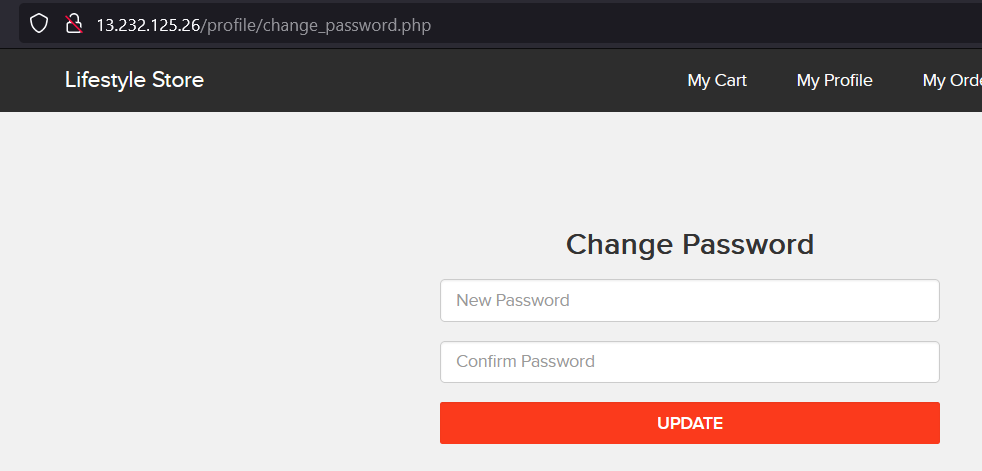 13.232.125.26/profile/change_password.php
Lifestyle Store My Cart My Profile My Orde
Change Password
New Password
Confirm Password
UPDATE